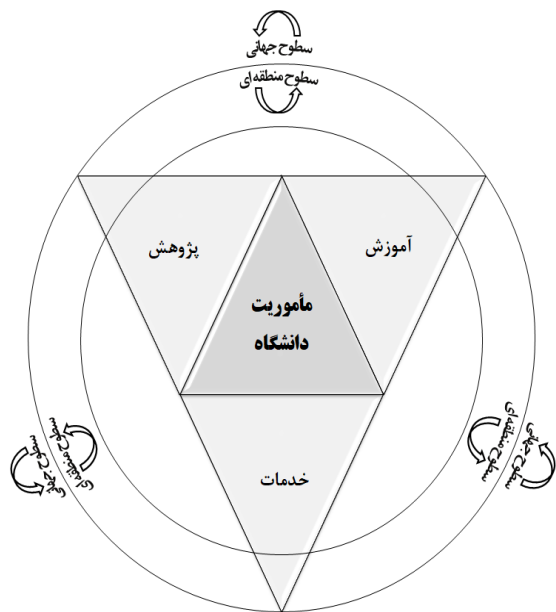 سطوح جهانی
سطوح منطقه ای
پژوهش
آموزش
مأموریت
دانشگاه
خدمات
سطوح منطقه ای
سطوح جهانی
سطوح منطقه ای
سطوح جهانی